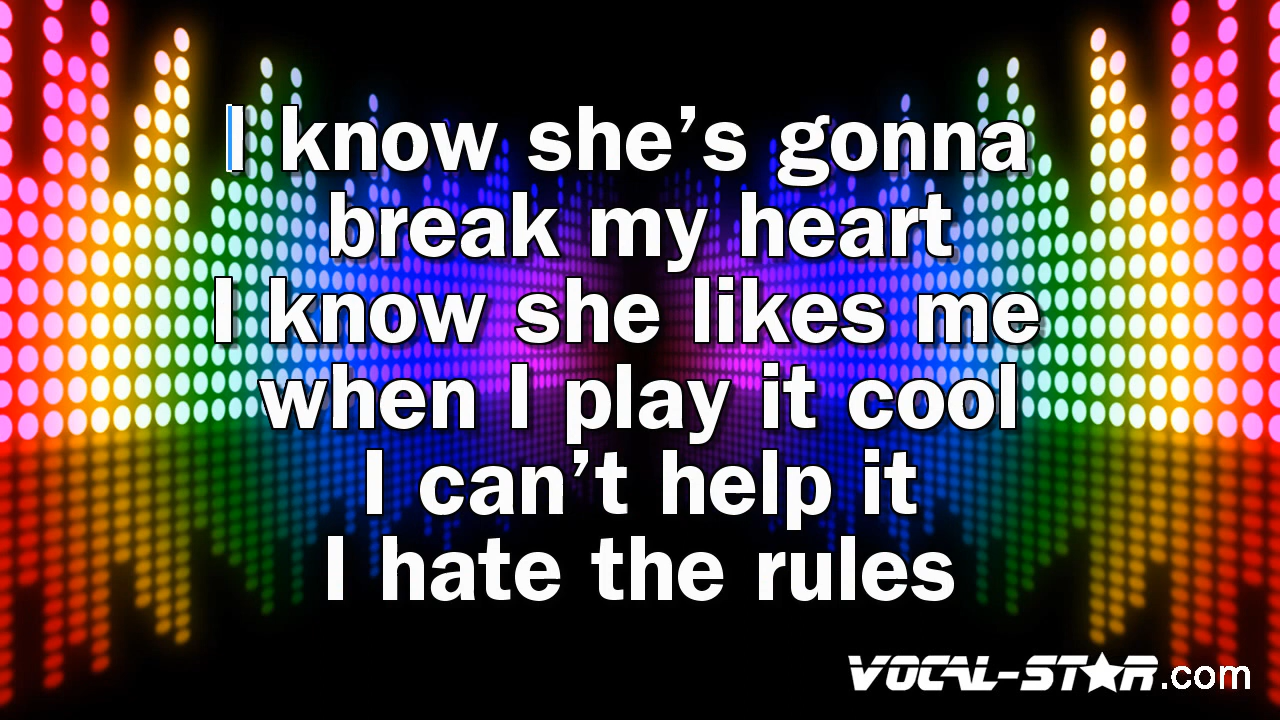 I know she’s gonna
break my heart
I know she likes me
when I play it cool
I can’t help it
I hate the rules
VOCAL-STAR.com